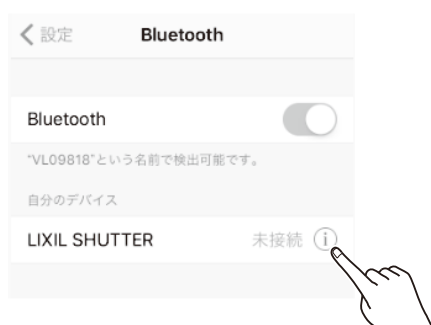 設定 Bluetooth
Bluetooth
"VL09818"という名前で検出可能です。
自分のデバイス
LIXIL SHUTTER 未接続 i